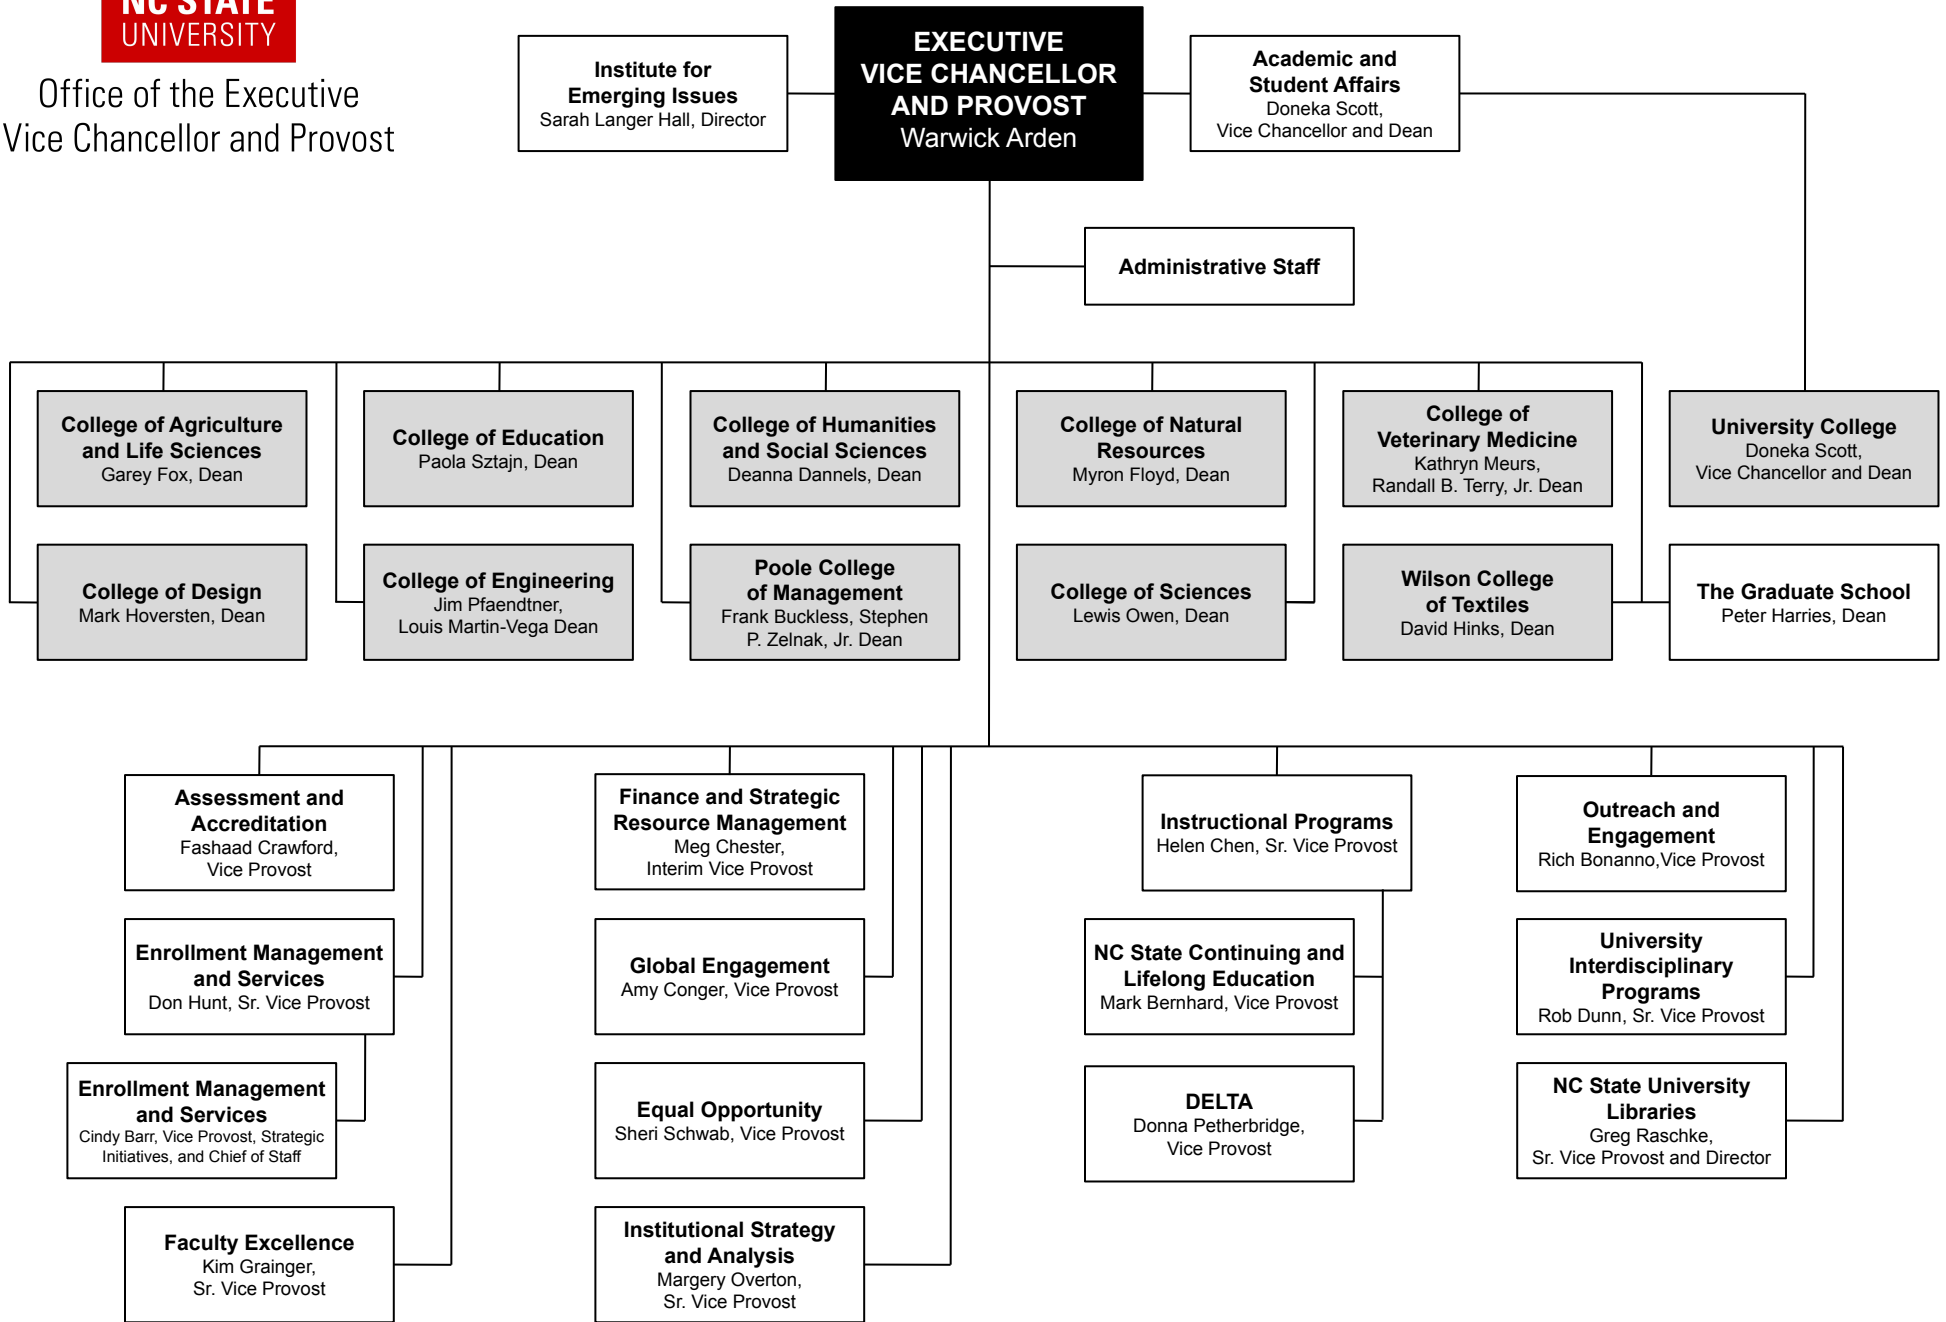 NC STATE
UNIVERSITY
Office of the Executive
Vice Chancellor and Provost
Institute for
Emerging Issues
Sarah Langer Hall, Director
EXECUTIVE
VICE CHANCELLOR
AND PROVOST
Warwick Arden
Academic and
Student Affairs
Doneka Scott,
Vice Chancellor and Dean
Administrative Staff
College of Agriculture
and Life Sciences
Garey Fox, Dean
College of Education
Paola Sztajn, Dean
College of Humanities
and Social Sciences
Deanna Dannels, Dean
College of Natural
Resources
Myron Floyd, Dean
College of
Veterinary Medicine
Kathryn Meurs,
Randall B. Terry, Jr. Dean
University College
Doneka Scott,
Vice Chancellor and Dean
College of Design
Mark Hoversten, Dean
College of Engineering
Jim Pfaendtner,
Louis Martin-Vega Dean
Poole College
of Management
Frank Buckless, Stephen
P. Zelnak, Jr. Dean
College of Sciences
Lewis Owen, Dean
Wilson College
of Textiles
David Hinks, Dean
The Graduate School
Peter Harries, Dean
Assessment and
Accreditation
Fashaad Crawford,
Vice Provost
Finance and Strategic
Resource Management
Meg Chester,
Interim Vice Provost
Instructional Programs
Helen Chen, Sr. Vice Provost
Outreach and
Engagement
Rich Bonanno,Vice Provost
Enrollment Management
and Services
Don Hunt, Sr. Vice Provost
Global Engagement
Amy Conger, Vice Provost
NC State Continuing and
Lifelong Education
Mark Bernhard, Vice Provost
University
Interdisciplinary
Programs
Rob Dunn, Sr. Vice Provost
Enrollment Management
and Services
Cindy Barr, Vice Provost, Strategic
Initiatives, and Chief of Staff
Equal Opportunity
Sheri Schwab, Vice Provost
DELTA
Donna Petherbridge,
Vice Provost
NC State University
Libraries
Greg Raschke,
Sr. Vice Provost and Director
Faculty Excellence
Kim Grainger,
Sr. Vice Provost
Institutional Strategy
and Analysis
Margery Overton,
Sr. Vice Provost